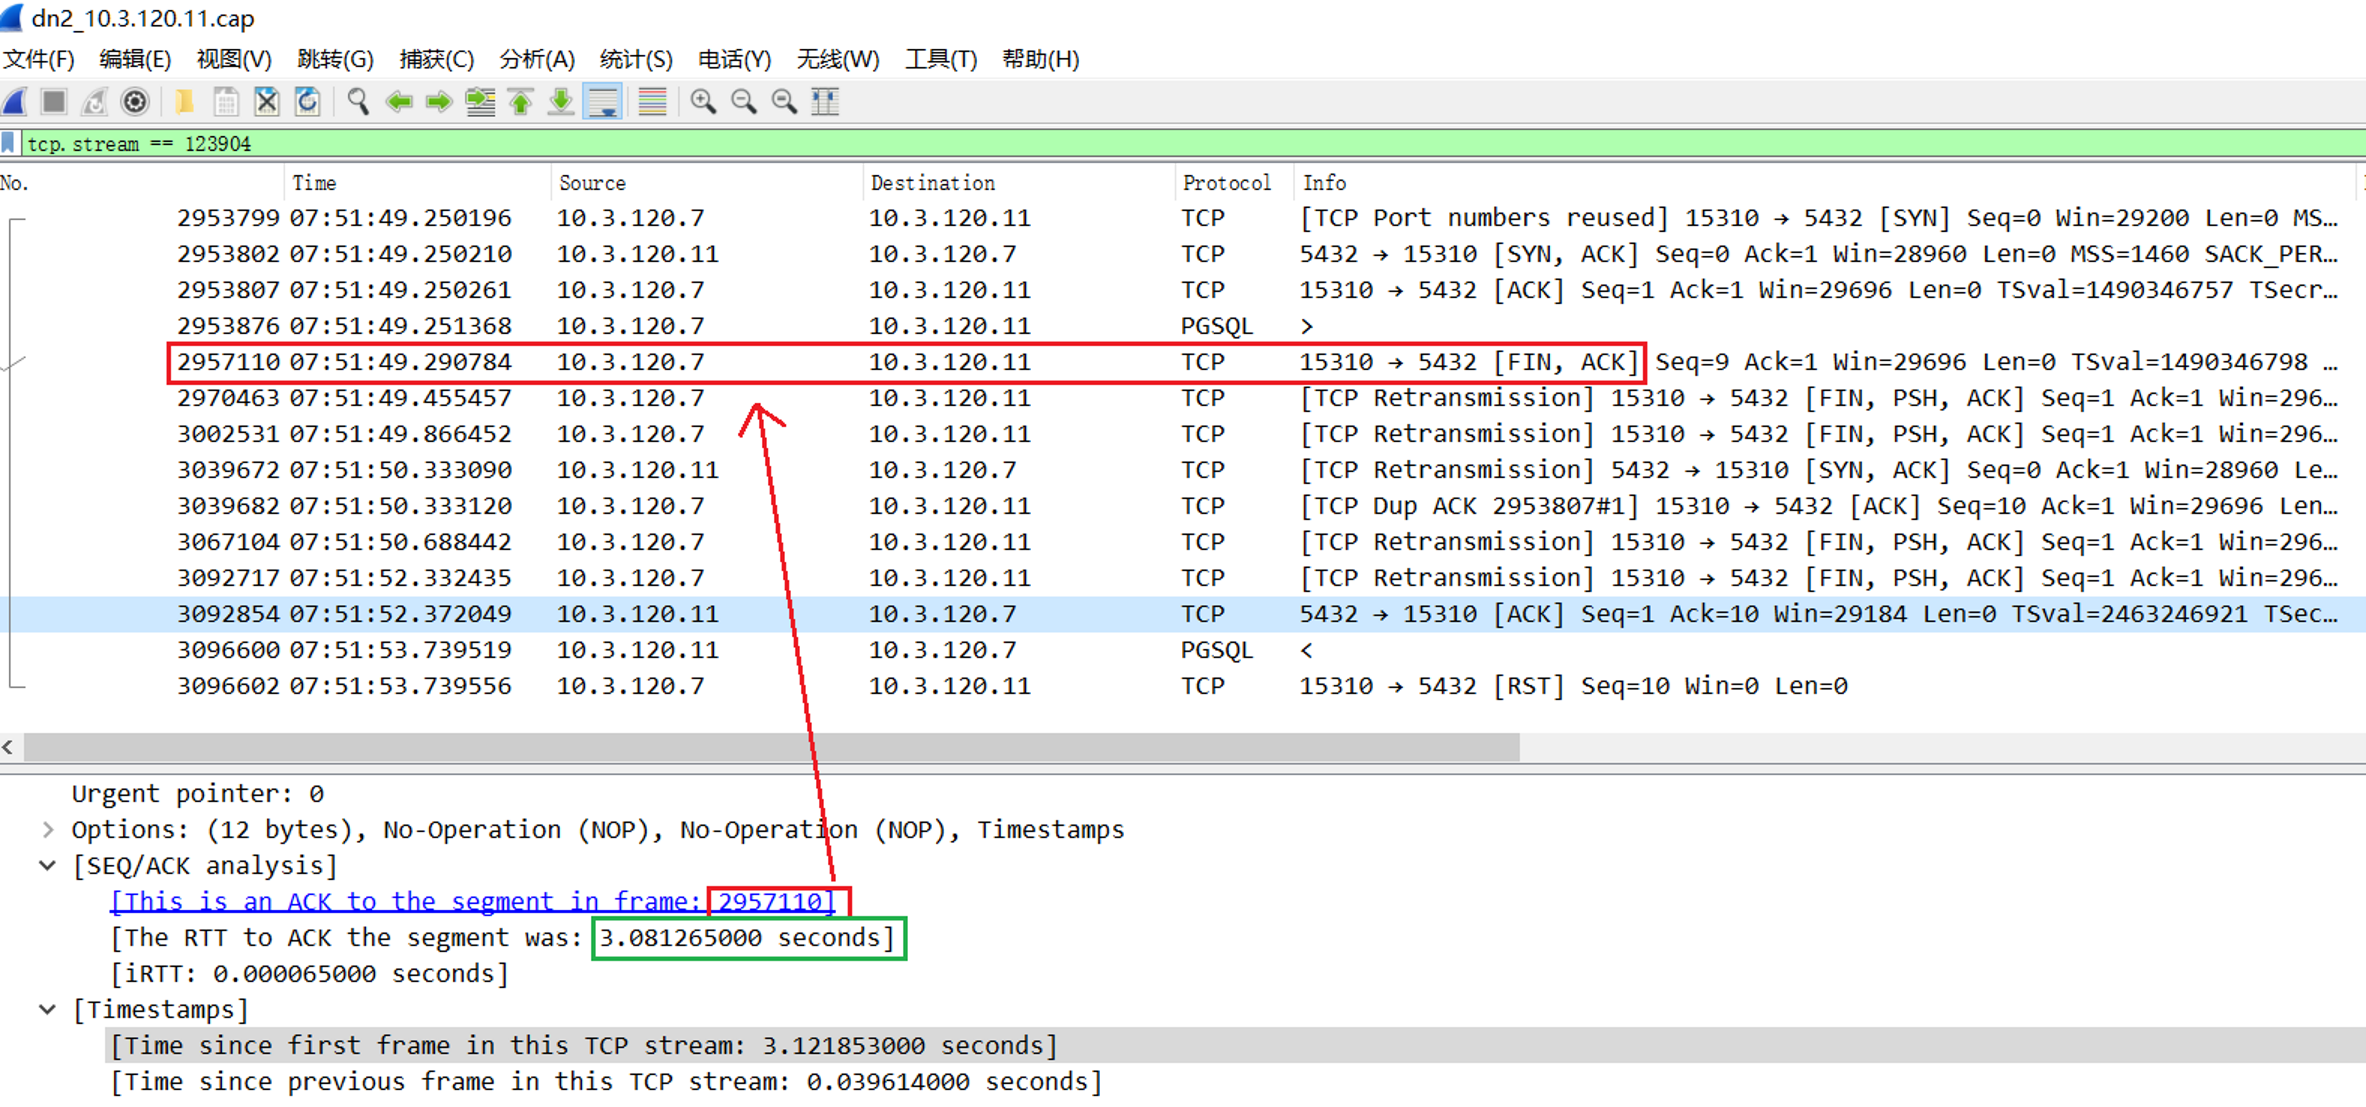 dn2_10.3.120.11.cap
文件(F) 编辑(E) 视图(V) 跳转(G) 捕获(C) 分析(A) 统计(S) 电话(Y) 无线(W) 工具(T) 帮助(H)
tcp.stream == 123904
No. Time Source Destination Protocol Info
2953799 07:51:49.250196 10.3.120.7 10.3.120.11 TCP [TCP Port numbers reused] 15310 → 5432 [SYN] Seq=0 Win=29200 Len=0 MS…
2953802 07:51:49.250210 10.3.120.11 10.3.120.7 TCP 5432 → 15310 [SYN, ACK] Seq=0 Ack=1 Win=28960 Len=0 MSS=1460 SACK_PER…
2953807 07:51:49.250261 10.3.120.7 10.3.120.11 TCP 15310 → 5432 [ACK] Seq=1 Ack=1 Win=29696 Len=0 TSval=1490346757 TSecr…
2953876 07:51:49.251368 10.3.120.7 10.3.120.11 PGSQL >
2957110 07:51:49.290784 10.3.120.7 10.3.120.11 TCP 15310 → 5432 [FIN, ACK] Seq=9 Ack=1 Win=29696 Len=0 TSval=1490346798 …
2970463 07:51:49.455457 10.3.120.7 10.3.120.11 TCP [TCP Retransmission] 15310 → 5432 [FIN, PSH, ACK] Seq=1 Ack=1 Win=296…
3002531 07:51:49.866452 10.3.120.7 10.3.120.11 TCP [TCP Retransmission] 15310 → 5432 [FIN, PSH, ACK] Seq=1 Ack=1 Win=296…
3039672 07:51:50.333090 10.3.120.11 10.3.120.7 TCP [TCP Retransmission] 5432 → 15310 [SYN, ACK] Seq=0 Ack=1 Win=28960 Le…
3039682 07:51:50.333120 10.3.120.7 10.3.120.11 TCP [TCP Dup ACK 2953807#1] 15310 → 5432 [ACK] Seq=10 Ack=1 Win=29696 Len…
3067104 07:51:50.688442 10.3.120.7 10.3.120.11 TCP [TCP Retransmission] 15310 → 5432 [FIN, PSH, ACK] Seq=1 Ack=1 Win=296…
3092717 07:51:52.332435 10.3.120.7 10.3.120.11 TCP [TCP Retransmission] 15310 → 5432 [FIN, PSH, ACK] Seq=1 Ack=1 Win=296…
3092854 07:51:52.372049 10.3.120.11 10.3.120.7 TCP 5432 → 15310 [ACK] Seq=1 Ack=10 Win=29184 Len=0 TSval=2463246921 TSec…
3096600 07:51:53.739519 10.3.120.11 10.3.120.7 PGSQL <
3096602 07:51:53.739556 10.3.120.7 10.3.120.11 TCP 15310 → 5432 [RST] Seq=10 Win=0 Len=0
Urgent pointer: 0
Options: (12 bytes), No-Operation (NOP), No-Operation (NOP), Timestamps
[SEQ/ACK analysis]
[This is an ACK to the segment in frame: 2957110]
[The RTT to ACK the segment was: 3.081265000 seconds]
[iRTT: 0.000065000 seconds]
[Timestamps]
[Time since first frame in this TCP stream: 3.121853000 seconds]
[Time since previous frame in this TCP stream: 0.039614000 seconds]